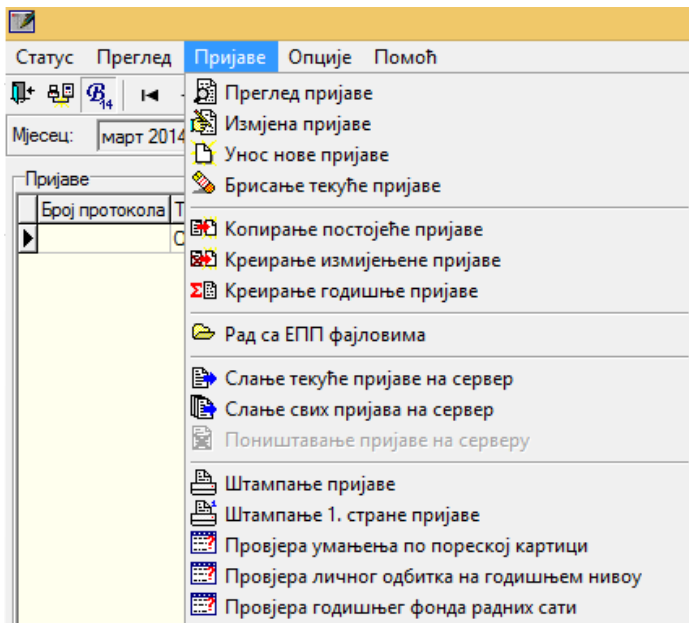 Статус Преглед Пријаве Опције Помоћ
B14
Мјесец: март 2014
Пријаве
Број протокола
Преглед пријаве
Измјена пријаве
Унос нове пријаве
Брисање текуће пријаве
Копирање постојеће пријаве
Креирање измијењене пријаве
Креирање годишње пријаве
Рад са ЕПП фајловима
Слање текуће пријаве на сервер
Слање свих пријава на сервер
Поништавање пријаве на серверу
Штампање пријаве
Штампање 1. стране пријаве
Провјера умањења по пореској картици
Провјера личног одбитка на годишњем нивоу
Провјера годишњег фонда радних сати